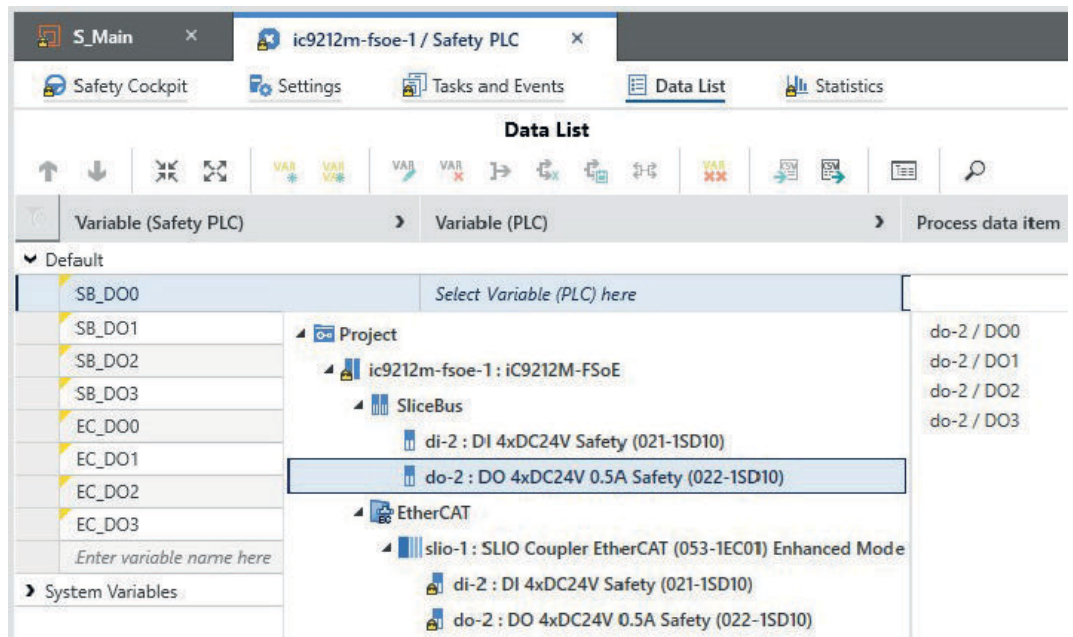 S_Main ×
ic9212m-fsoe-1 / Safety PLC ×
Safety Cockpit Settings Tasks and Events Data List Statistics
Data List
Variable (Safety PLC) Variable (PLC) Process data item
Default
SB_DO0 Select Variable (PLC) here
SB_DO1
SB_DO2
SB_DO3
EC_DO0
EC_DO1
EC_DO2
EC_DO3
Enter variable name here
System Variables
Project
ic9212m-fsoe-1 : iC9212M-FSoE
SliceBus
di-2 : DI 4xDC24V Safety (021-1SD10)
do-2 : DO 4xDC24V 0.5A Safety (022-1SD10)
EtherCAT
slio-1 : SLIO Coupler EtherCAT (053-1EC01) Enhanced Mode
di-2 : DI 4xDC24V Safety (021-1SD10)
do-2 : DO 4xDC24V 0.5A Safety (022-1SD10)
do-2 / DO0
do-2 / DO1
do-2 / DO2
do-2 / DO3